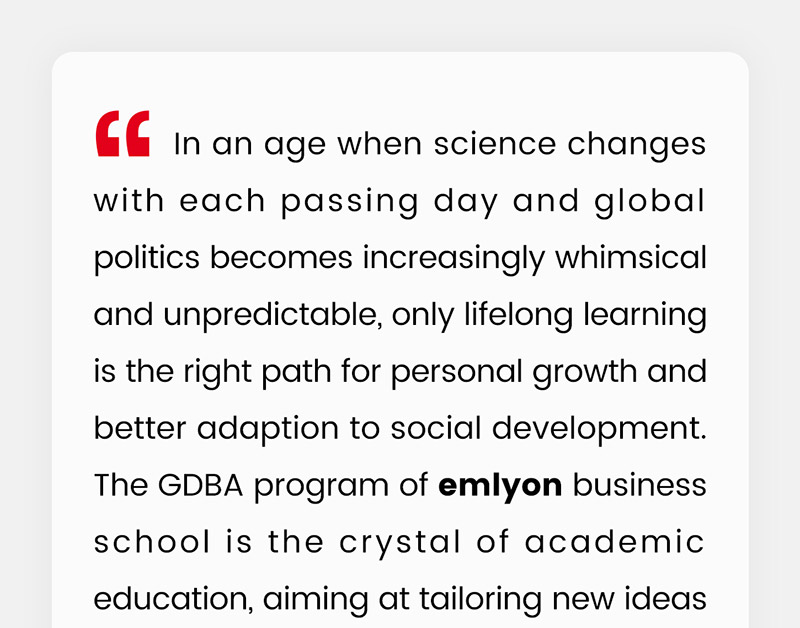 “ In an age when science changes
with each passing day and global
politics becomes increasingly whimsical
and unpredictable, only lifelong learning
is the right path for personal growth and
better adaption to social development.
The GDBA program of emlyon business
school is the crystal of academic
education, aiming at tailoring new ideas